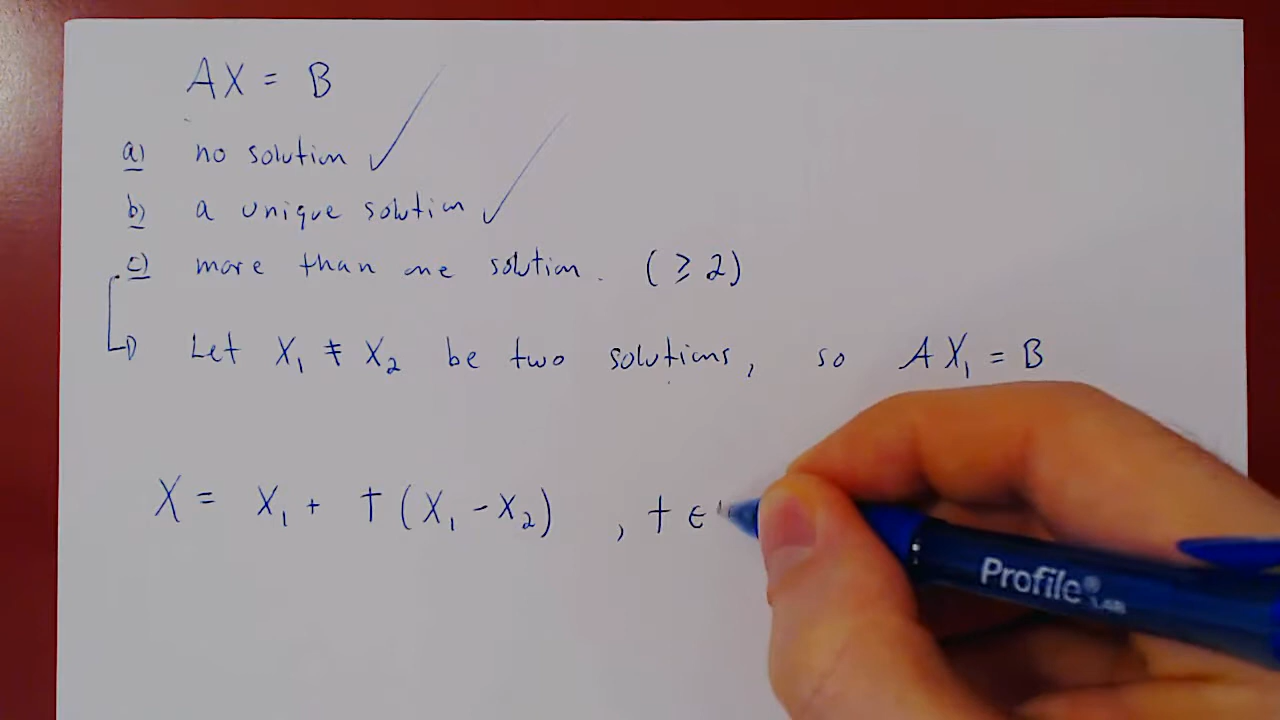 AX = B
a) no solution ✓
b) a unique solution ✓
c) more than one solution. (≥ 2)
Let X₁ ≠ X₂ be two solutions, so AX₁ = B
X = X₁ + t(X₁ - X₂) , t ∈
Profile®